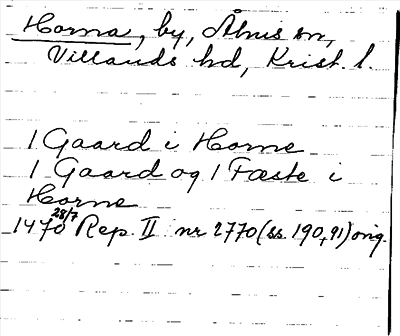 Horna, by, Åhus sn,
Villands hd, Krist. l.
1 Gaard i Horne
1 Gaard og 1 Fæste i
Horne
1470 28/7 Rep. II nr 2770 (ss. 190, 91) orig.